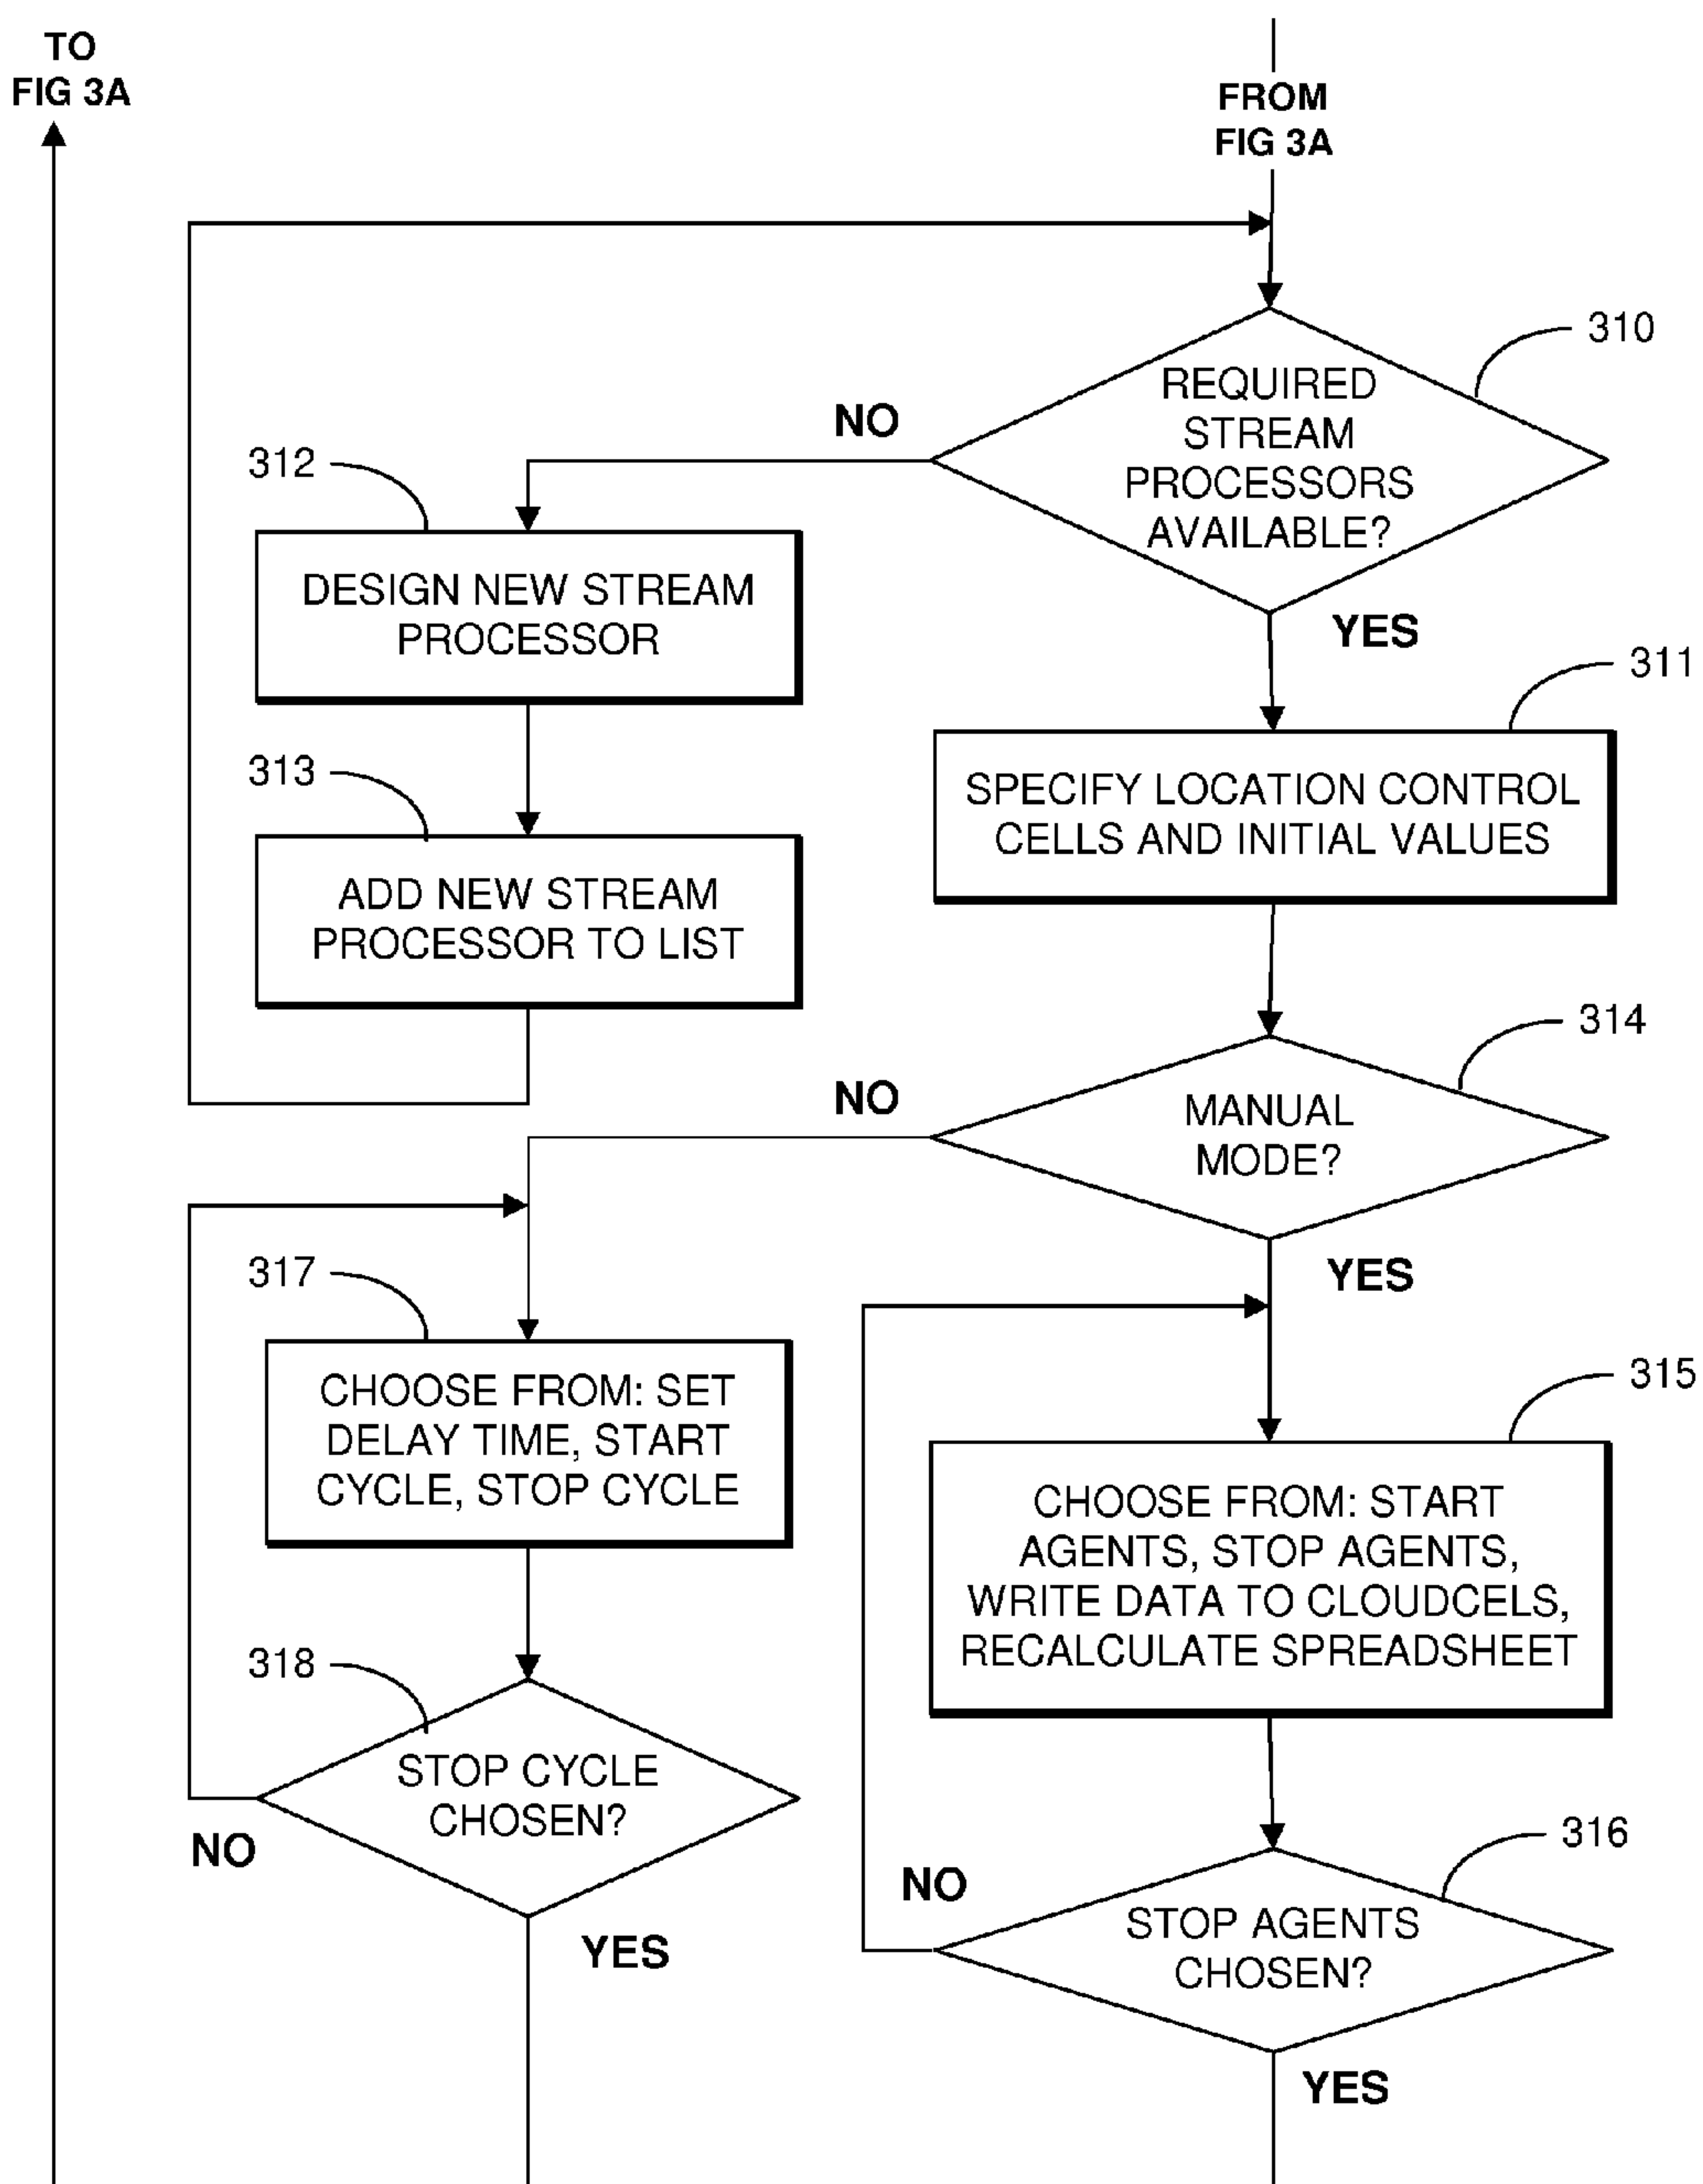 TO
FIG 3A
FROM
FIG 3A
310
REQUIRED
STREAM
PROCESSORS
AVAILABLE?
NO
YES
312
DESIGN NEW STREAM
PROCESSOR
311
SPECIFY LOCATION CONTROL
CELLS AND INITIAL VALUES
313
ADD NEW STREAM
PROCESSOR TO LIST
314
MANUAL
MODE?
NO
YES
317
CHOOSE FROM: SET
DELAY TIME, START
CYCLE, STOP CYCLE
315
CHOOSE FROM: START
AGENTS, STOP AGENTS,
WRITE DATA TO CLOUDCELS,
RECALCULATE SPREADSHEET
318
STOP CYCLE
CHOSEN?
NO
YES
316
STOP AGENTS
CHOSEN?
NO
YES